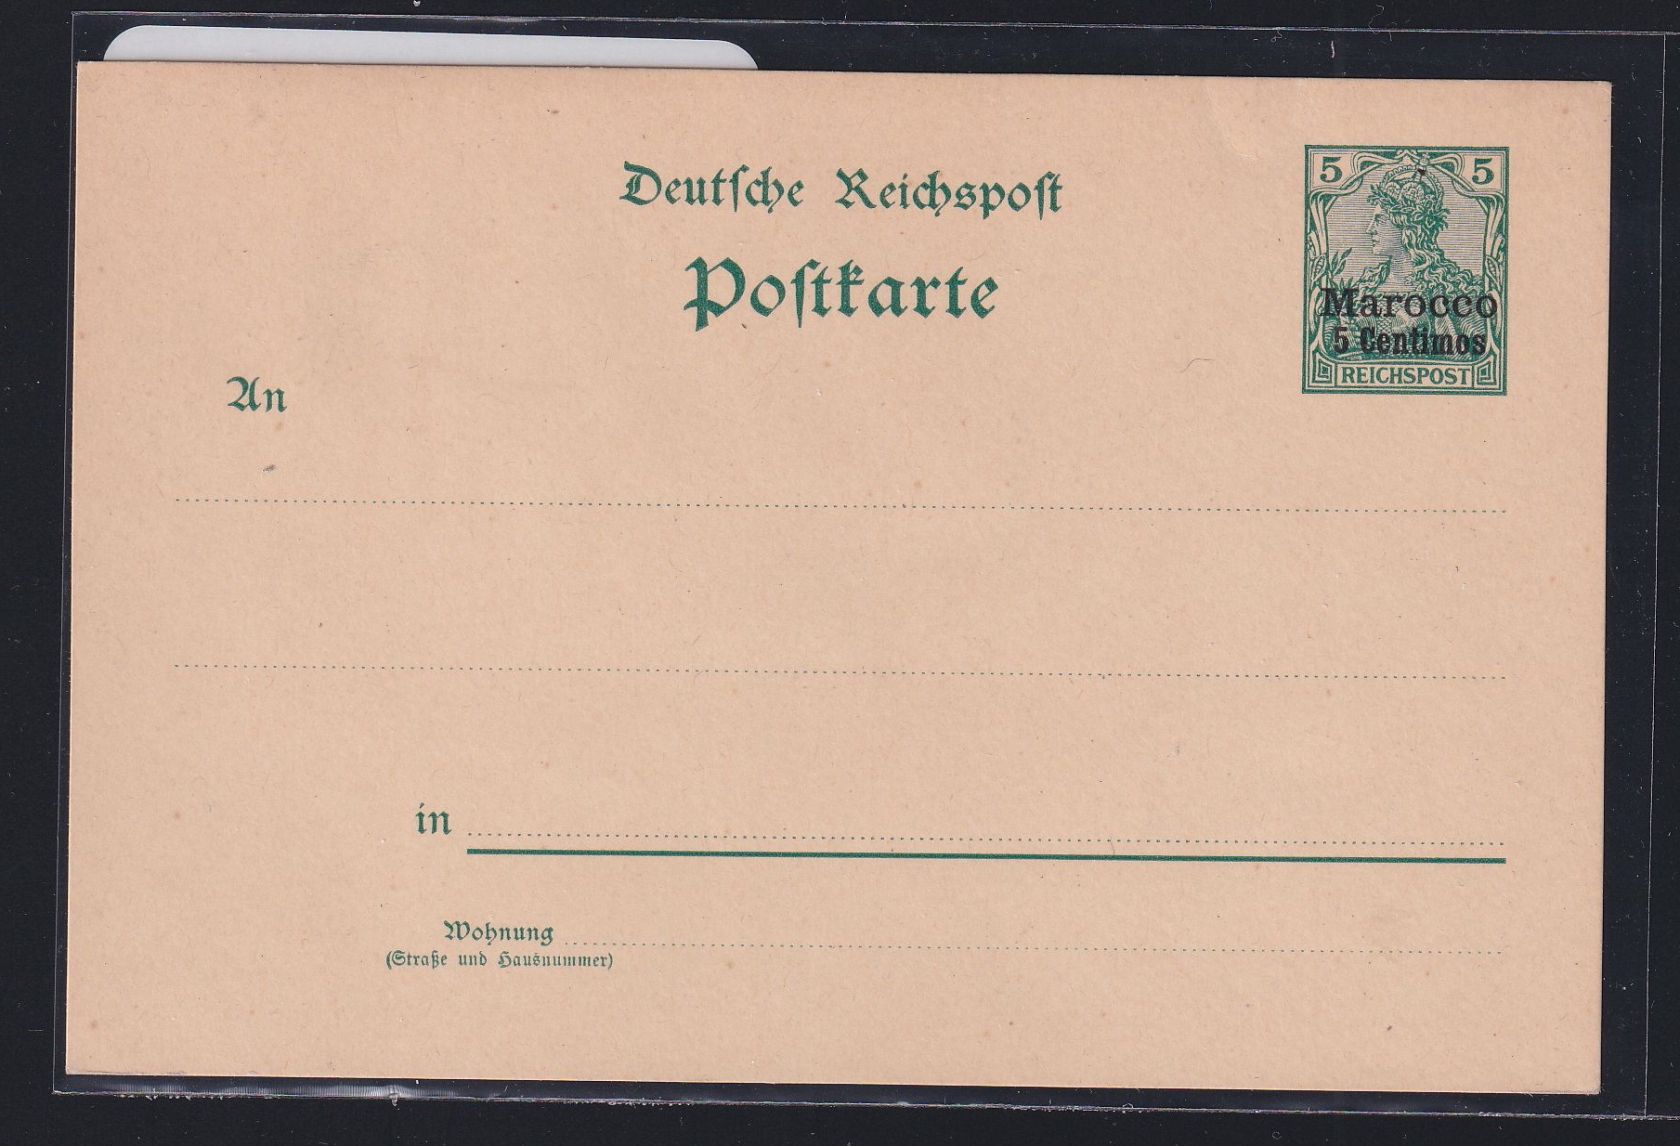 Deutſche Reichspoſt
Poſtkarte
5 5
Marocco
5 Centimos
REICHSPOST
An
in
Wohnung
(Straße und Hausnummer)